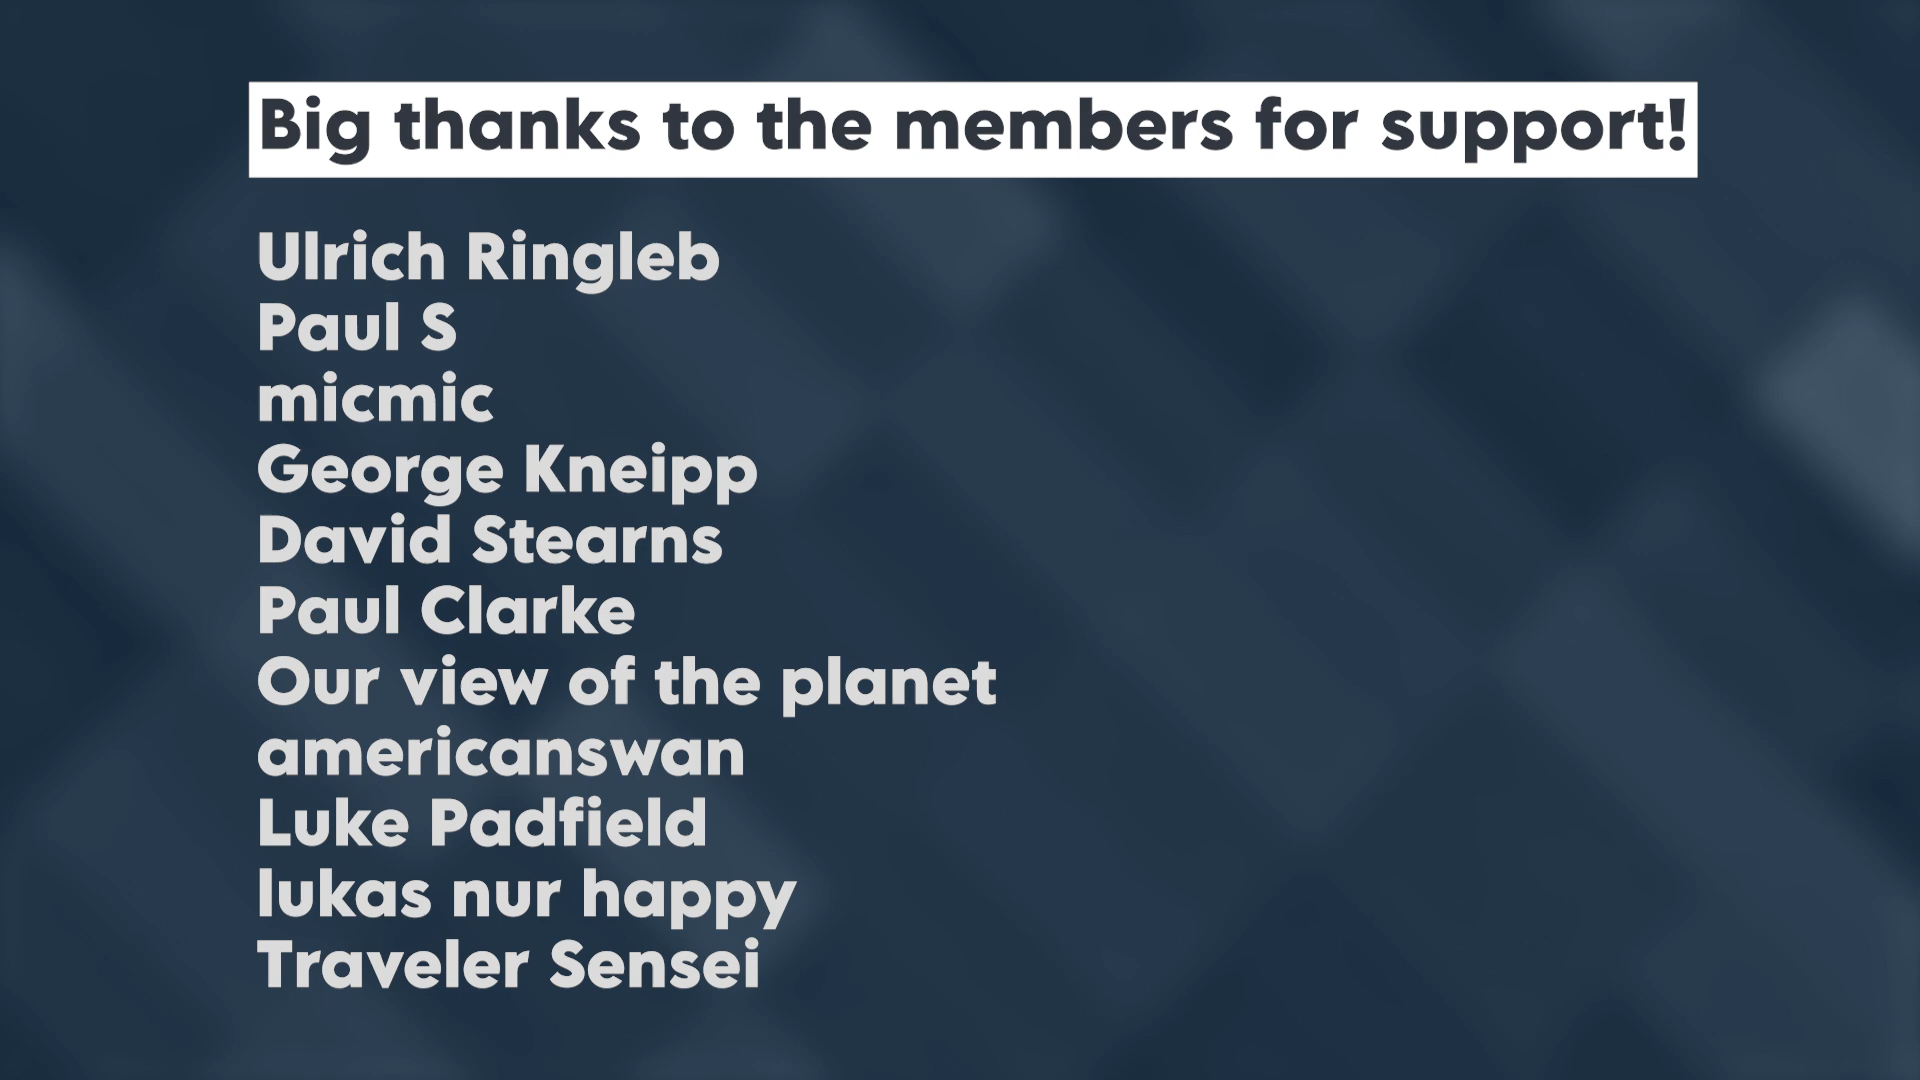 Big thanks to the members for support!
Ulrich Ringleb
Paul S
micmic
George Kneipp
David Stearns
Paul Clarke
Our view of the planet
americanswan
Luke Padfield
lukas nur happy
Traveler Sensei